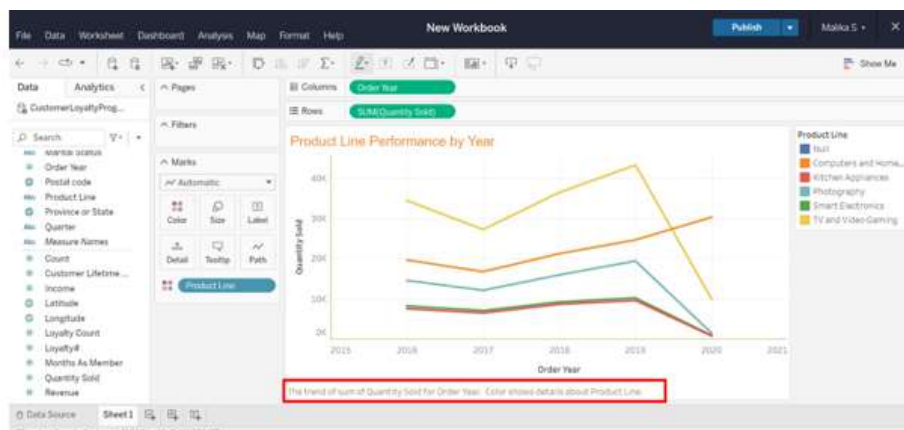 New Workbook
File Data Worksheet Dashboard Analysis Map Format Help
Publish
Malika S
Show Me
Data Analytics
CustomerLoyaltyProg...
Search
Marital Status
Order Year
Postal code
Product Line
Province or State
Quarter
Measure Names
Count
Customer Lifetime ...
Income
Latitude
Longitude
Loyalty Count
Loyalty#
Months As Member
Quantity Sold
Revenue
Pages
Filters
Marks
Automatic
Color Size Label
Detail Tooltip Path
Product Line
Columns Order Year
Rows SUM(Quantity Sold)
Product Line Performance by Year
Quantity Sold
40K
30K
20K
10K
0K
2015 2016 2017 2018 2019 2020 2021
Order Year
The trend of sum of Quantity Sold for Order Year. Color shows details about Product Line.
Product Line
Null
Computers and Home...
Kitchen Appliances
Photography
Smart Electronics
TV and Video Gaming
Data Source Sheet 1